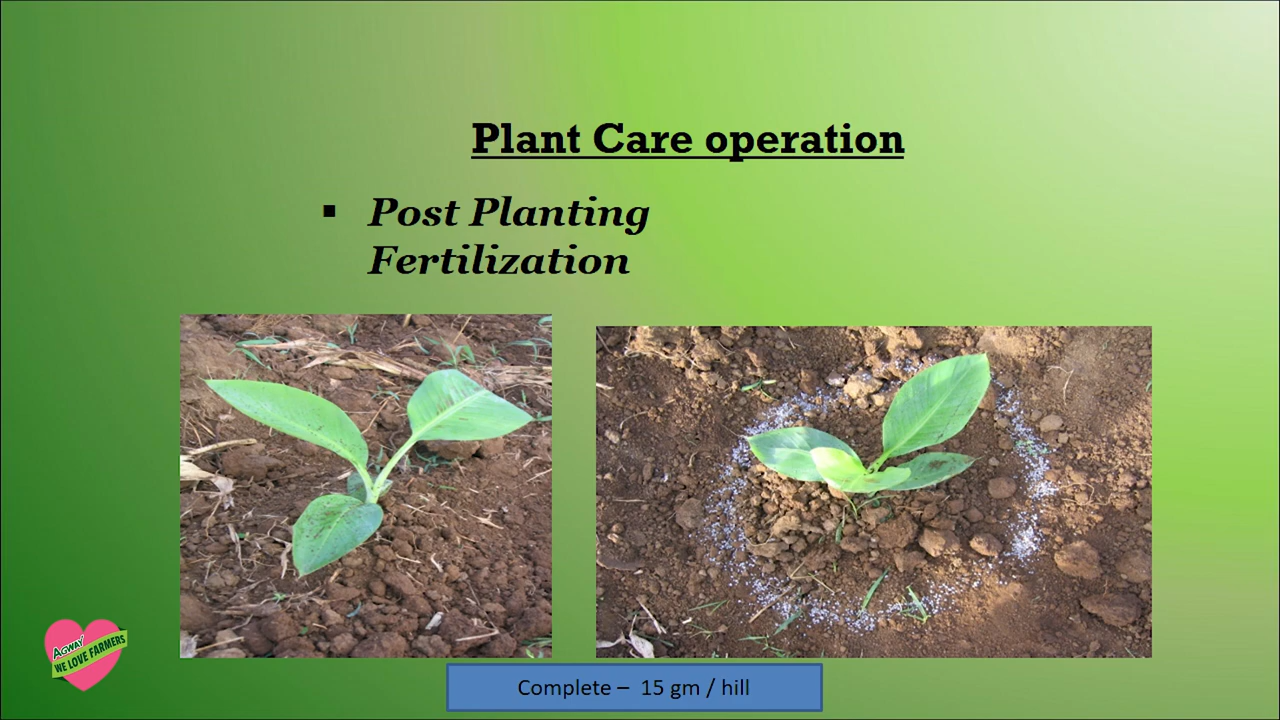 Plant Care operation
▪ Post Planting
Fertilization
AGWAY
WE LOVE FARMERS
Complete – 15 gm / hill